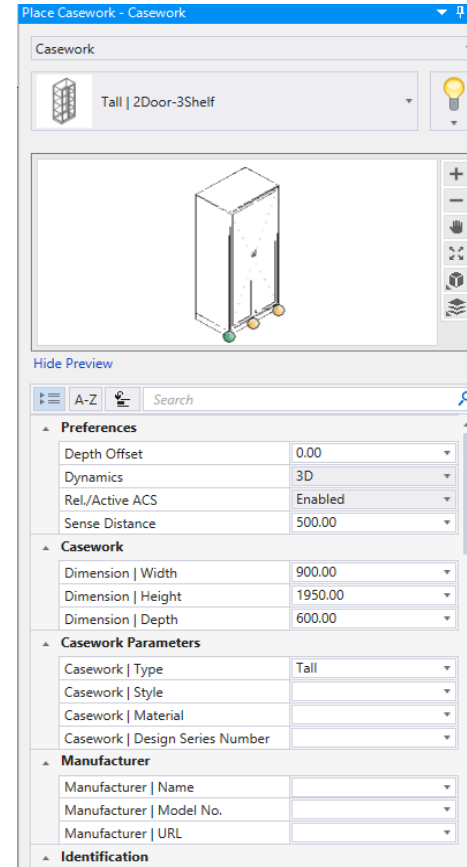 Place Casework - Casework
Casework
Tall | 2Door-3Shelf
Hide Preview
A-Z Search
Preferences
Depth Offset 0.00
Dynamics 3D
Rel./Active ACS Enabled
Sense Distance 500.00
Casework
Dimension | Width 900.00
Dimension | Height 1950.00
Dimension | Depth 600.00
Casework Parameters
Casework | Type Tall
Casework | Style
Casework | Material
Casework | Design Series Number
Manufacturer
Manufacturer | Name
Manufacturer | Model No.
Manufacturer | URL
Identification